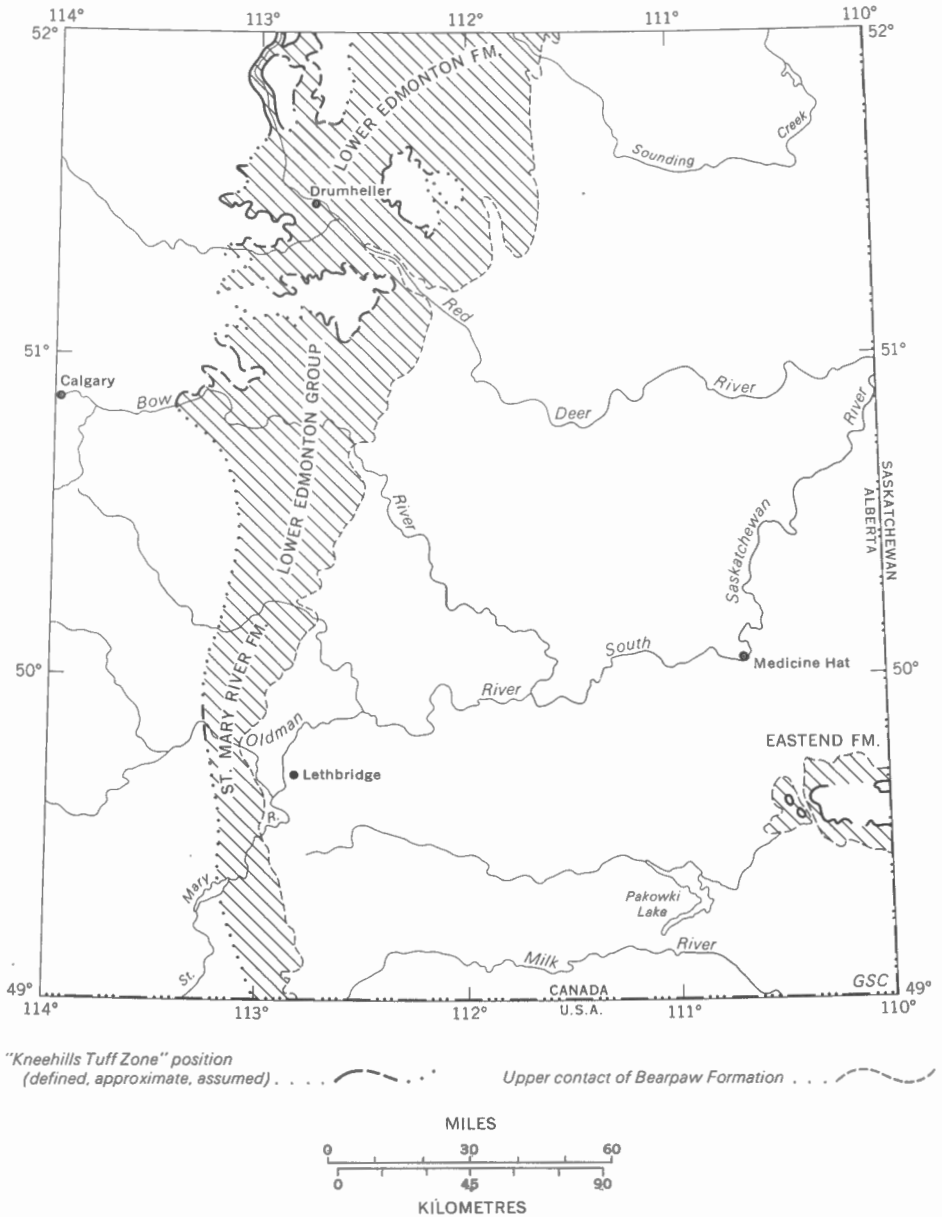 114° 113° 112° 111° 110°
52° 52°
LOWER EDMONTON FM.
Creek
Sounding
Drumheller
Red
51° 51°
LOWER EDMONTON GROUP
Calgary
Bow
River
Deer
River
SASKATCHEWAN
ALBERTA
River
Saskatchewan
ST. MARY RIVER FM.
South
Medicine Hat
50° 50°
River
Oldman
EASTEND FM.
Lethbridge
R.
Mary
St.
Pakowki
Lake
Milk River
GSC
49° 49°
CANADA
U.S.A.
114° 113° 112° 111° 110°
"Kneehills Tuff Zone" position
(defined, approximate, assumed) . . . .
Upper contact of Bearpaw Formation . . .
MILES
0 30 60
0 45 90
KILOMETRES